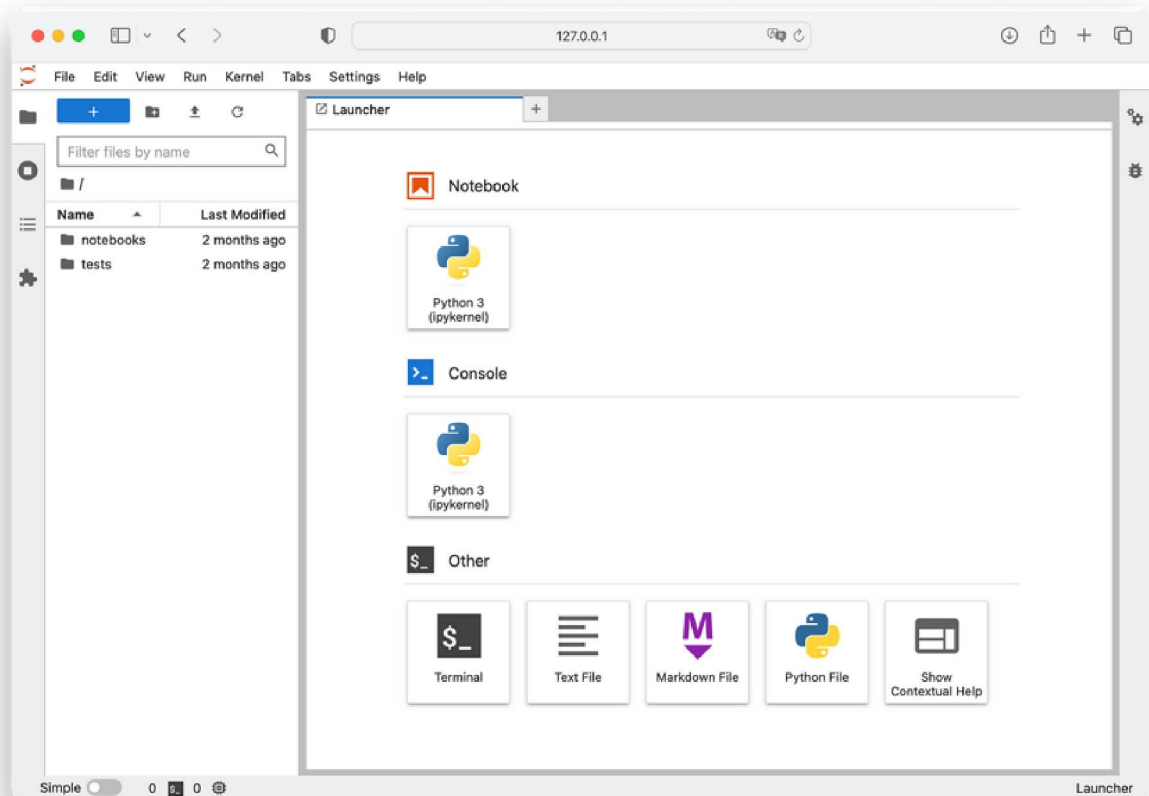 127.0.0.1
File Edit View Run Kernel Tabs Settings Help
+
Filter files by name
/
Name Last Modified
notebooks 2 months ago
tests 2 months ago
Launcher +
Notebook
Python 3
(ipykernel)
>_ Console
Python 3
(ipykernel)
$_ Other
$_
Terminal
Text File
M
Markdown File
Python File
Show
Contextual Help
Simple 0 $_ 0 Launcher